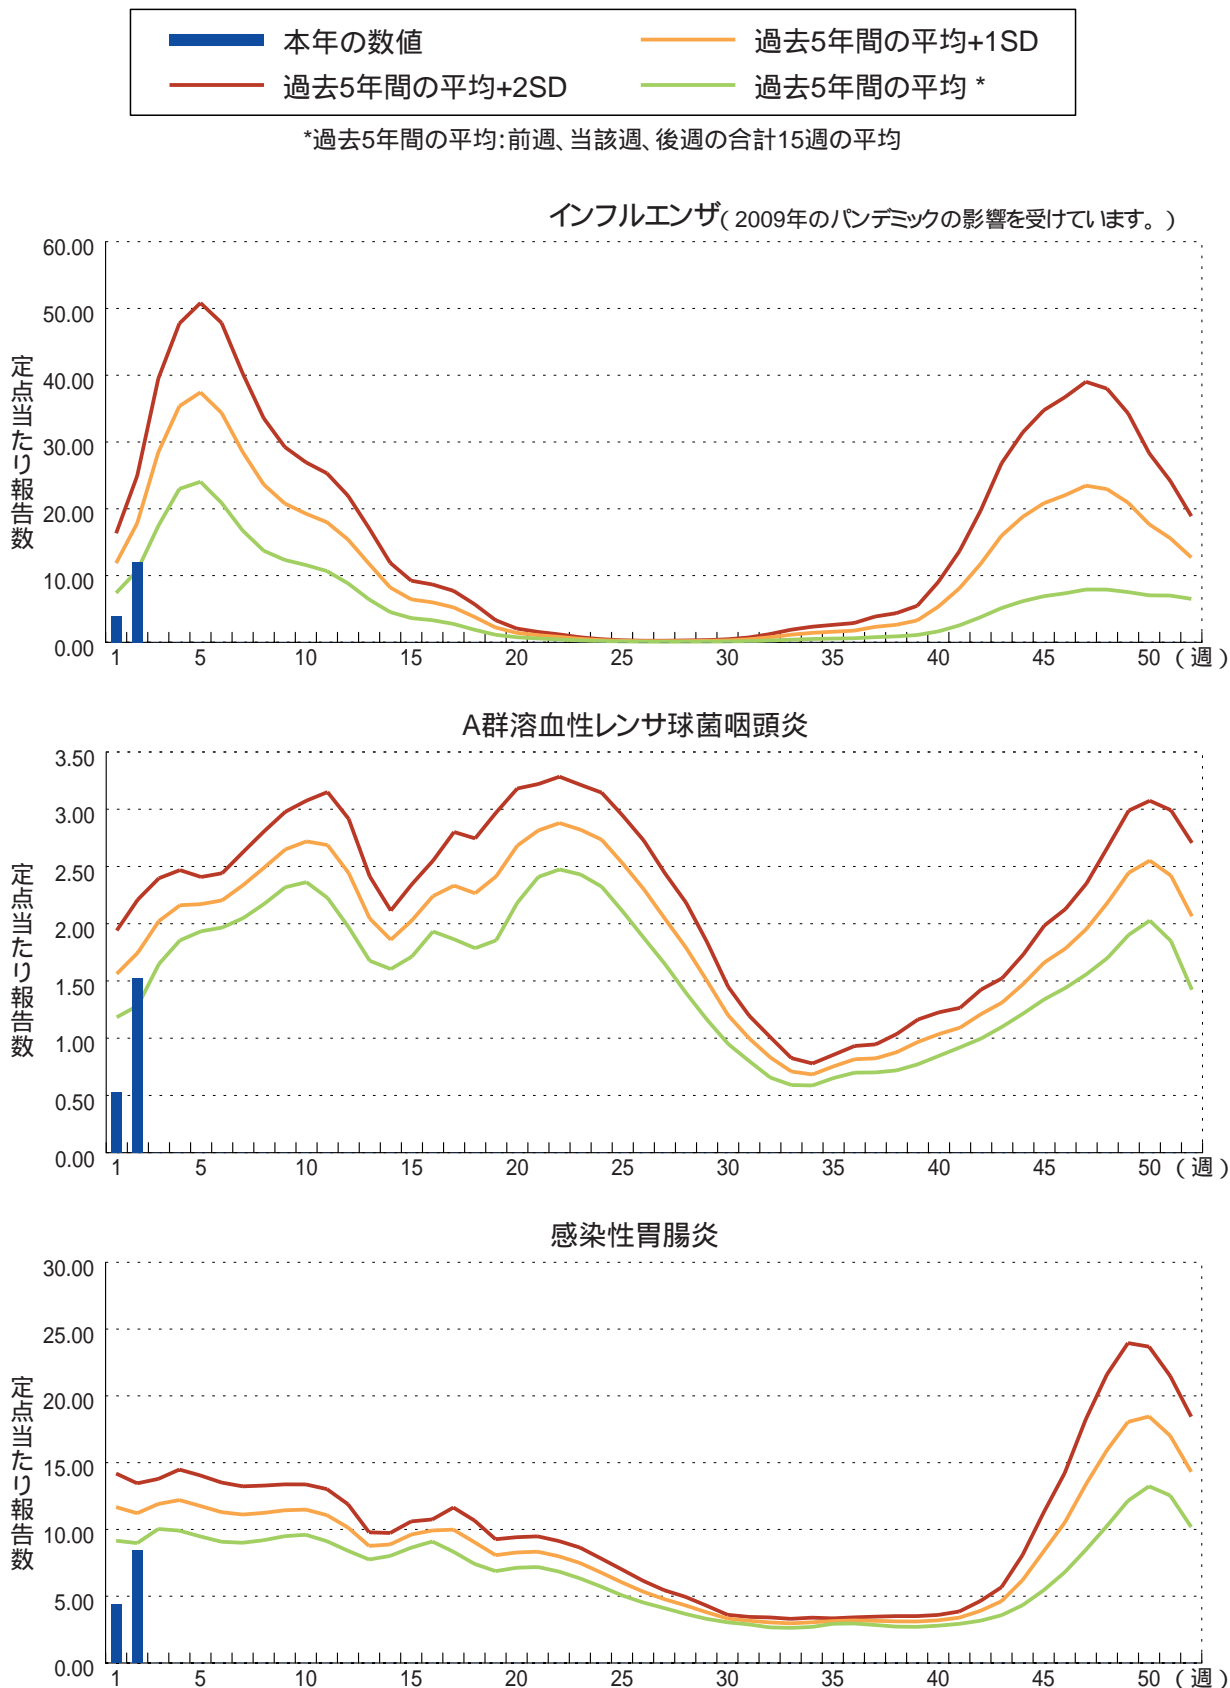 本年の数値
過去5年間の平均+1SD
過去5年間の平均+2SD
過去5年間の平均 *
*過去5年間の平均:前週、当該週、後週の合計15週の平均
インフルエンザ( 2009年のパンデミックの影響を受けています。 )
60.00
50.00
40.00
30.00
20.00
10.00
0.00
定点当たり報告数
1 5 10 15 20 25 30 35 40 45 50 (週)
A群溶血性レンサ球菌咽頭炎
3.50
3.00
2.50
2.00
1.50
1.00
0.50
0.00
定点当たり報告数
1 5 10 15 20 25 30 35 40 45 50 (週)
感染性胃腸炎
30.00
25.00
20.00
15.00
10.00
5.00
0.00
定点当たり報告数
1 5 10 15 20 25 30 35 40 45 50 (週)